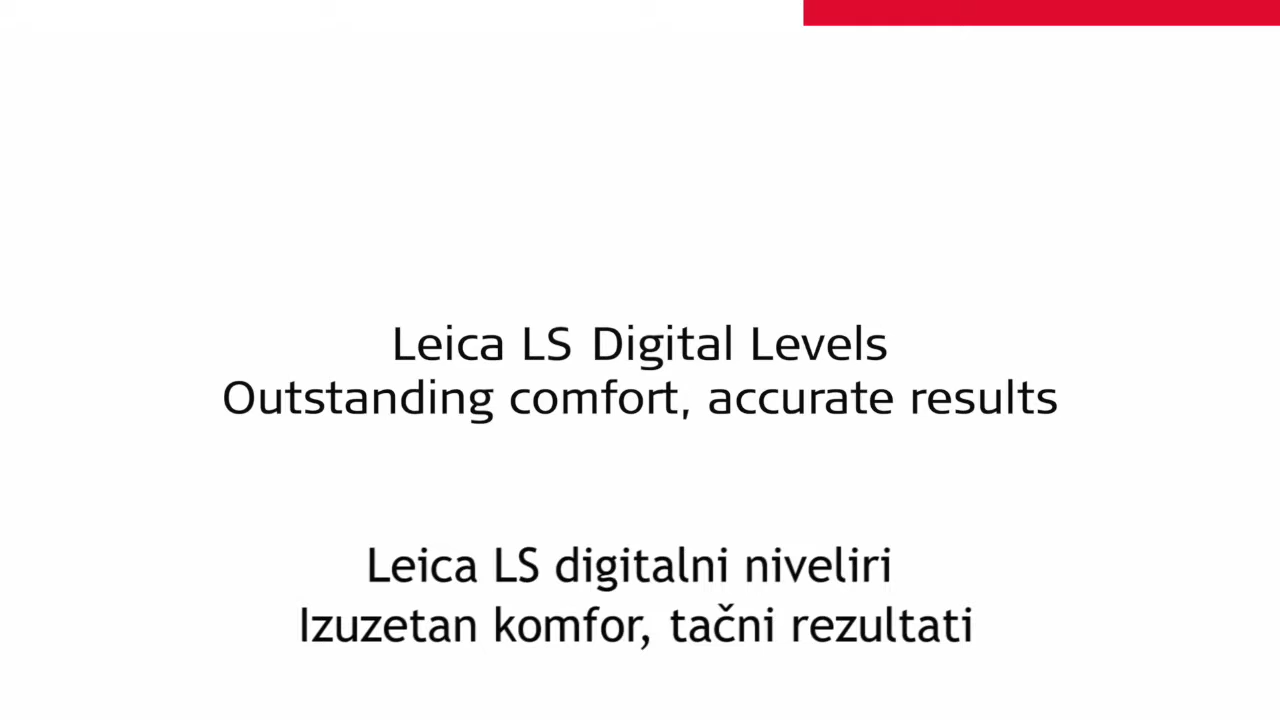 Leica LS Digital Levels
Outstanding comfort, accurate results
Leica LS digitalni niveliri
Izuzetan komfor, tačni rezultati